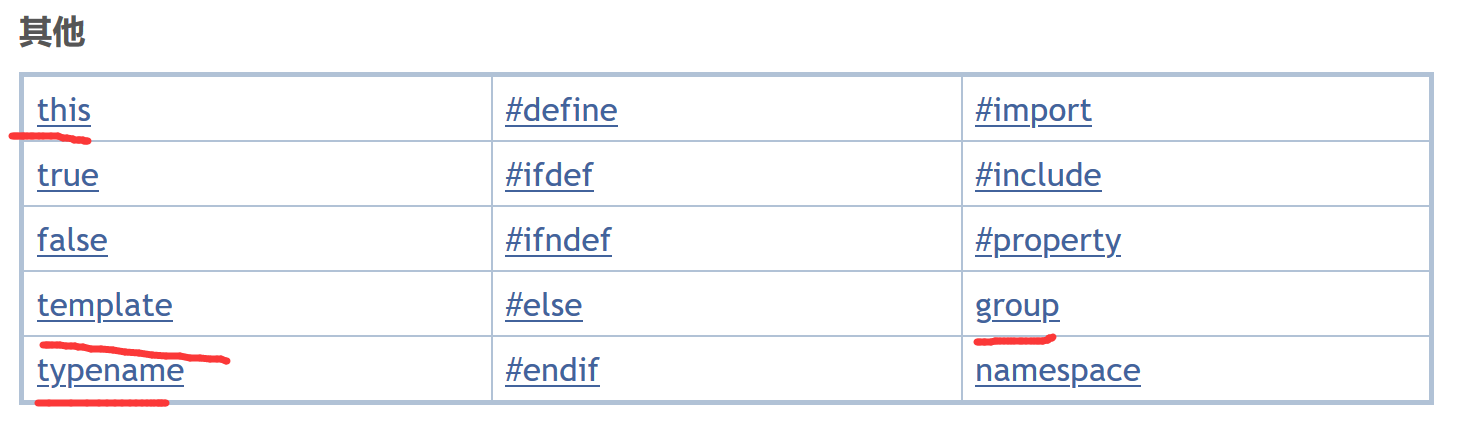 其他
this #define #import
true #ifdef #include
false #ifndef #property
template #else group
typename #endif namespace